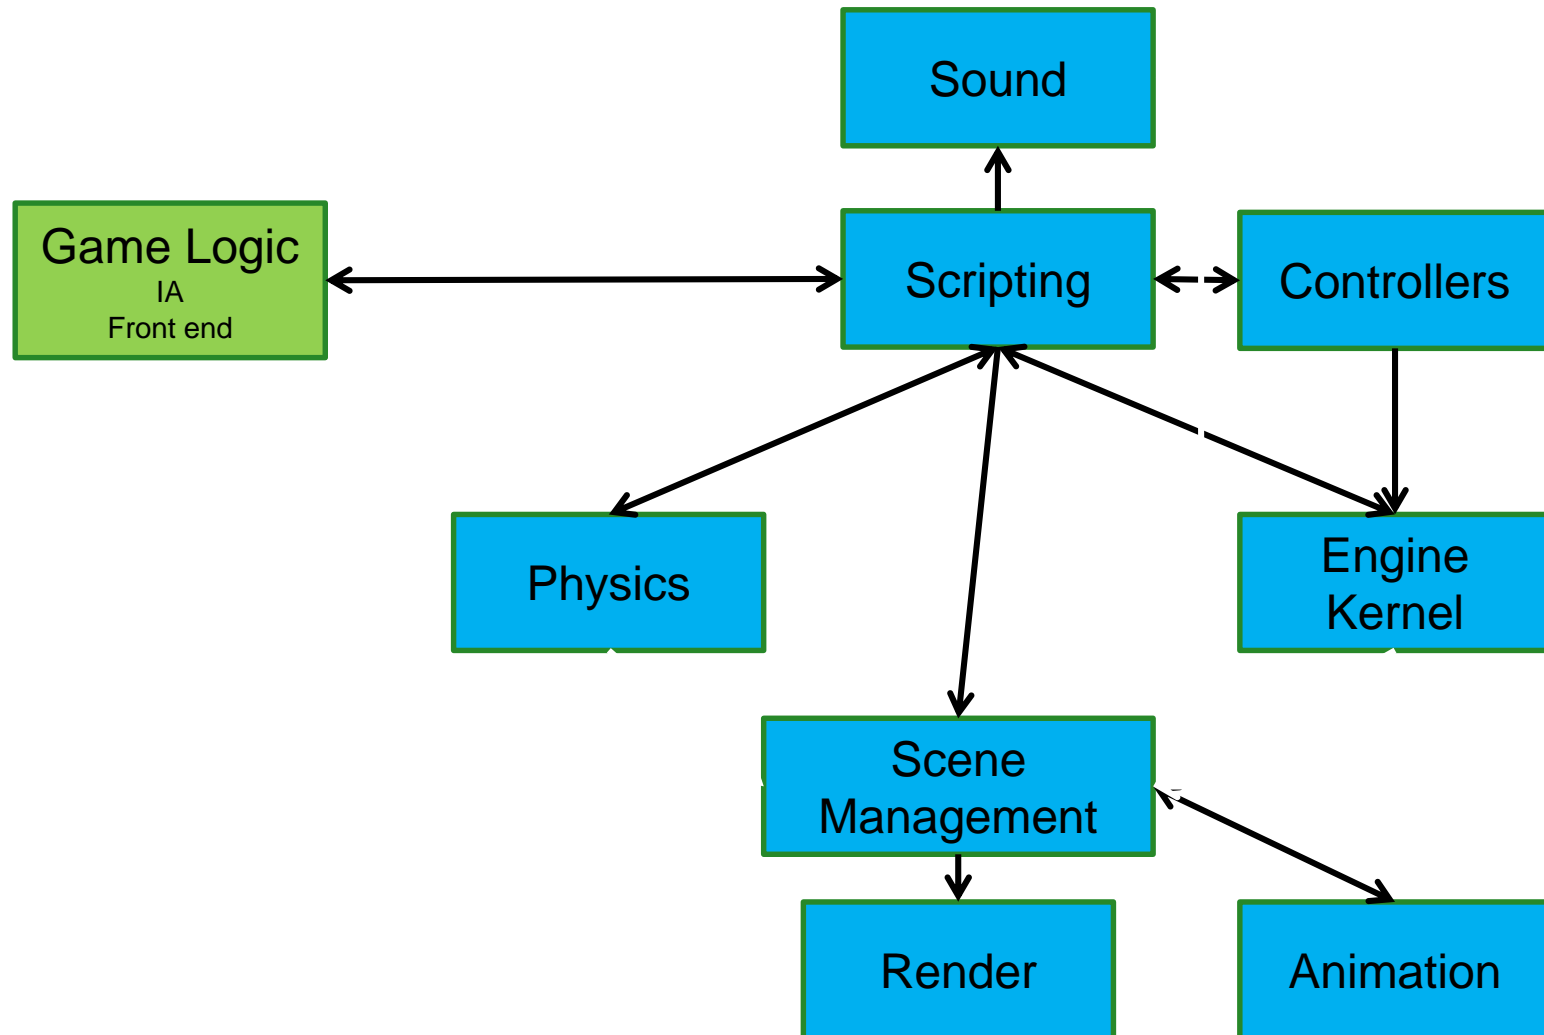 Sound
Game Logic
IA
Front end
Scripting
Controllers
Physics
Engine
Kernel
Scene
Management
Render
Animation